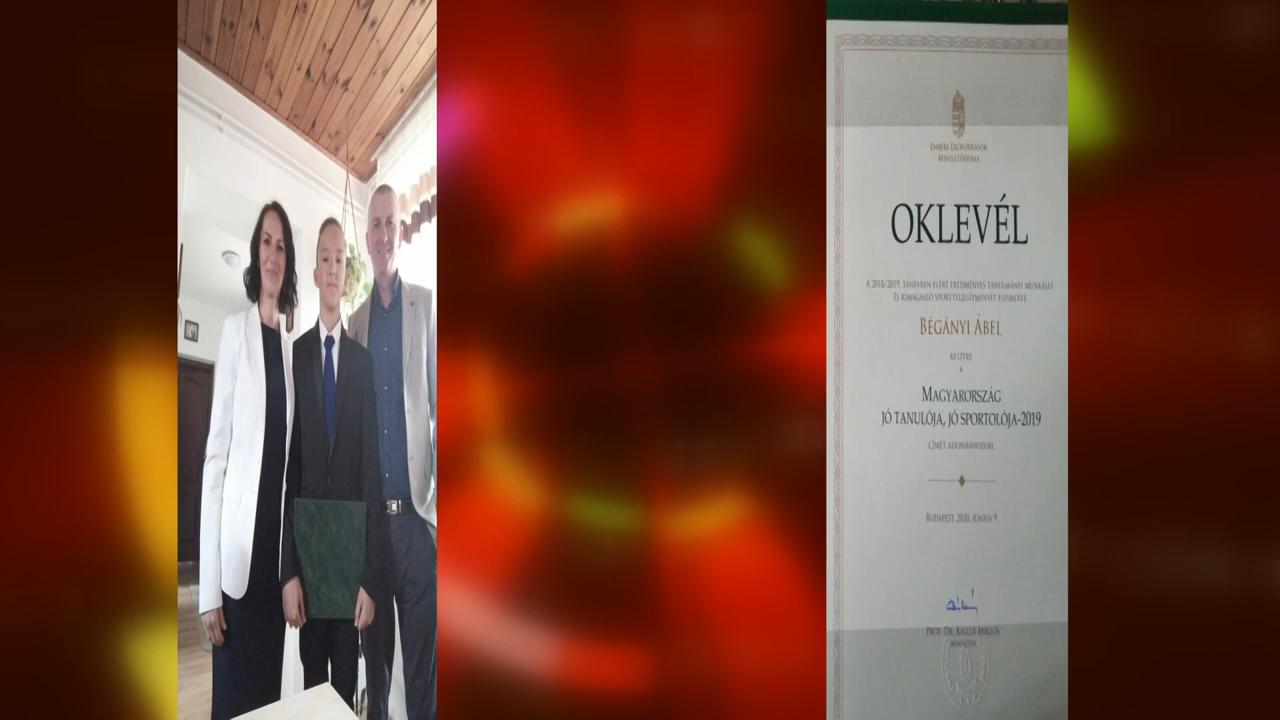 EMBERI ERŐFORRÁSOK
MINISZTÉRIUMA
OKLEVÉL
A 2018/2019. TANÉVBEN ELÉRT EREDMÉNYES TANULMÁNYI MUNKÁJÁT
ÉS KIMAGASLÓ SPORTTELJESÍTMÉNYÉT ELISMERVE
BÉGÁNYI ÁBEL
RÉSZÉRE
A
MAGYARORSZÁG
JÓ TANULÓJA, JÓ SPORTOLÓJA-2019
CÍMET ADOMÁNYOZOM.
BUDAPEST, 2020. JÚNIUS 9.
PROF. DR. KÁSLER MIKLÓS
MINISZTER